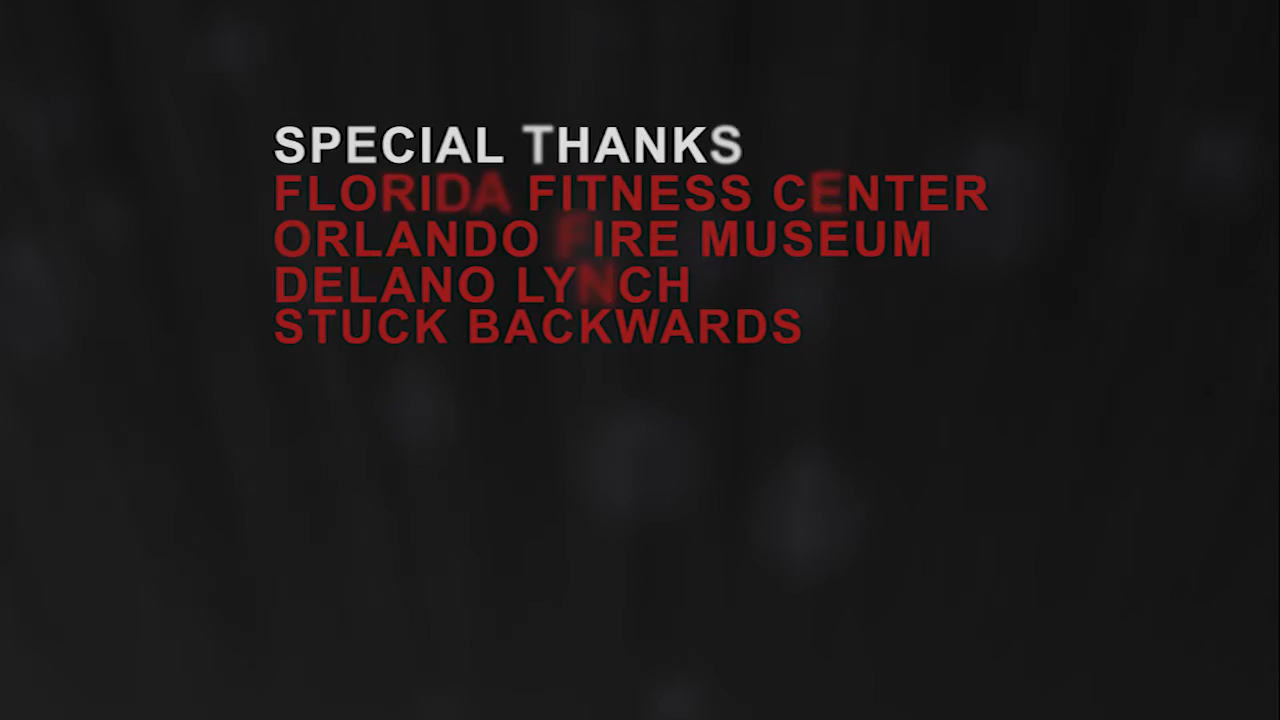 SPECIAL THANKS
FLORIDA FITNESS CENTER
ORLANDO FIRE MUSEUM
DELANO LYNCH
STUCK BACKWARDS